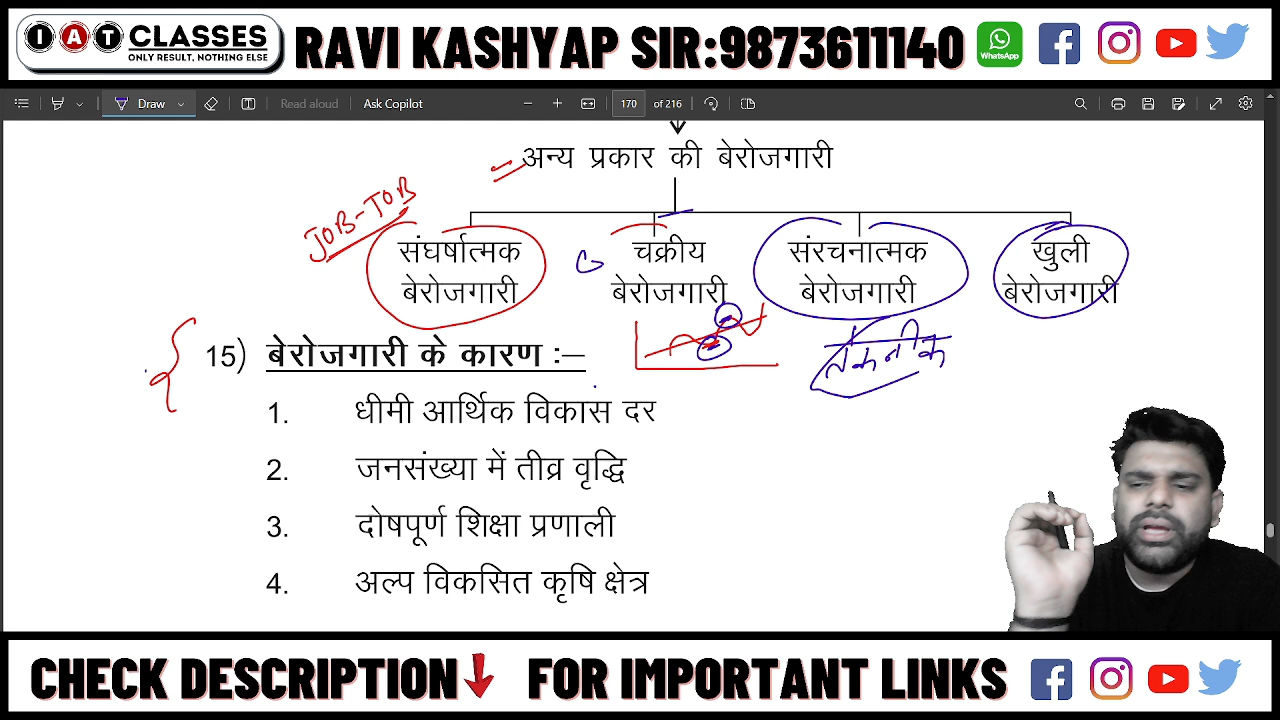 IAT CLASSES
ONLY RESULT, NOTHING ELSE
RAVI KASHYAP SIR:9873611140
WhatsApp
Draw
Read aloud
Ask Copilot
170
of 216
अन्य प्रकार की बेरोजगारी
JOB-JOB
संघर्षात्मक
बेरोजगारी
चक्रीय
बेरोजगारी
संरचनात्मक
बेरोजगारी
खुली
बेरोजगारी
तकनीक
15) बेरोजगारी के कारण :–
1. धीमी आर्थिक विकास दर
2. जनसंख्या में तीव्र वृद्धि
3. दोषपूर्ण शिक्षा प्रणाली
4. अल्प विकसित कृषि क्षेत्र
CHECK DESCRIPTION FOR IMPORTANT LINKS